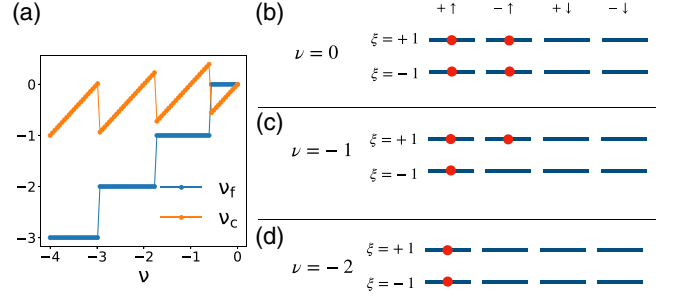 (a)
0
−1
−2
−3
ν_f
ν_c
−4 −3 −2 −1 0
ν
(b)
+ ↑ − ↑ + ↓ − ↓
ν = 0
ξ = + 1
ξ = − 1
(c)
ν = − 1
ξ = + 1
ξ = − 1
(d)
ν = − 2
ξ = + 1
ξ = − 1